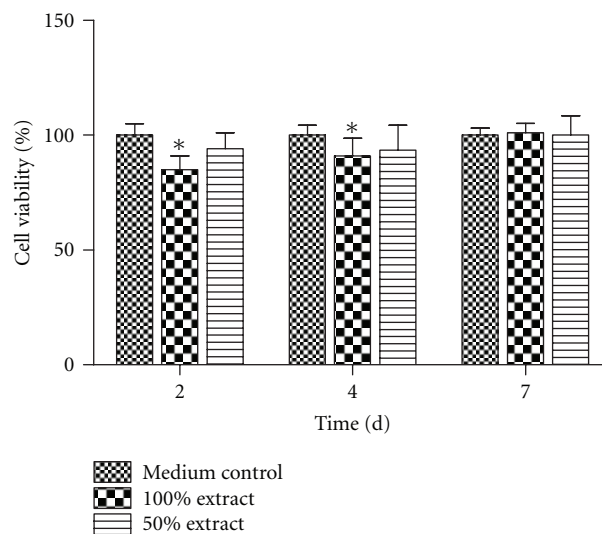 150
100
50
0
Cell viability (%)
*
*
2 4 7
Time (d)
Medium control
100% extract
50% extract